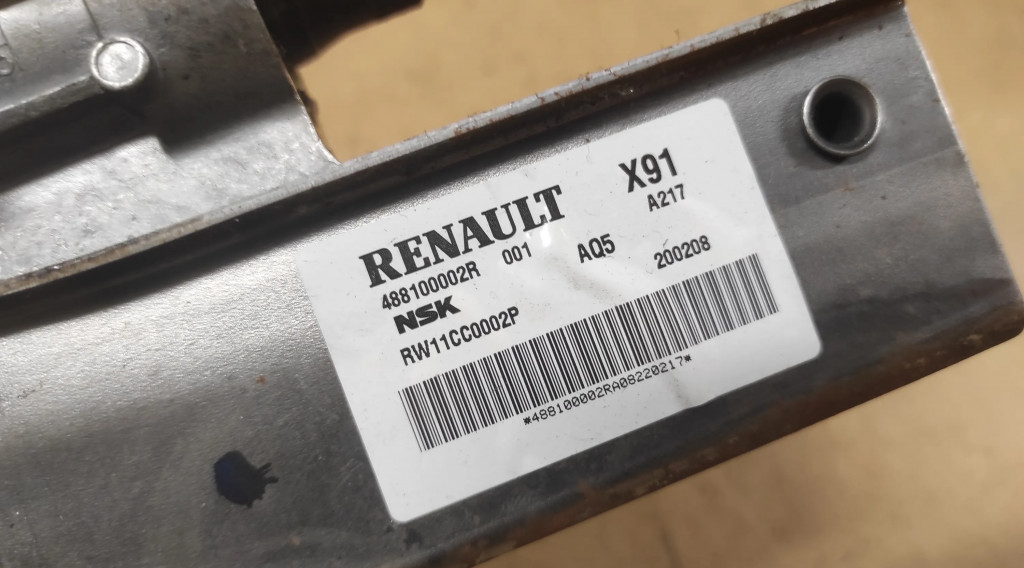 RENAULT X91
A217
488100002R 001 AQ5 200208
NSK
RW11CC0002P
*488100002RA08220217*